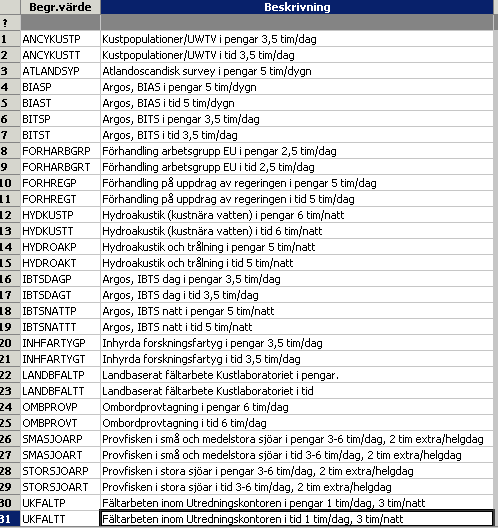 Begr.värde Beskrivning
?
1 ANCYKUSTP Kustpopulationer/UWTV i pengar 3,5 tim/dag
2 ANCYKUSTT Kustpopulationer/UWTV i tid 3,5 tim/dag
3 ATLANDSYP Atlandoscandisk survey i pengar 5 tim/dygn
4 BIASP Argos, BIAS i pengar 5 tim/dygn
5 BIAST Argos, BIAS i tid 5 tim/dygn
6 BITSP Argos, BITS i pengar 3,5 tim/dag
7 BITST Argos, BITS i tid 3,5 tim/dag
8 FORHARBGRP Förhandling arbetsgrupp EU i pengar 2,5 tim/dag
9 FORHARBGRT Förhandling arbetsgrupp EU i tid 2,5 tim/dag
10 FORHREGP Förhandling på uppdrag av regeringen i pengar 5 tim/dag
11 FORHREGT Förhandling på uppdrag av regeringen i tid 5 tim/dag
12 HYDKUSTP Hydroakustik (kustnära vatten) i pengar 6 tim/natt
13 HYDKUSTT Hydroakustik (kustnära vatten) i tid 6 tim/natt
14 HYDROAKP Hydroakustik och trålning i pengar 5 tim/natt
15 HYDROAKT Hydroakustik och trålning i tid 5 tim/natt
16 IBTSDAGP Argos, IBTS dag i pengar 3,5 tim/dag
17 IBTSDAGT Argos, IBTS dag i tid 3,5 tim/dag
18 IBTSNATTP Argos, IBTS natt i pengar 5 tim/natt
19 IBTSNATTT Argos, IBTS natt i tid 5 tim/natt
20 INHFARTYGP Inhyrda forskningsfartyg i pengar 3,5 tim/dag
21 INHFARTYGT Inhyrda forskningsfartyg i tid 3,5 tim/dag
22 LANDBFALTP Landbaserat fältarbete Kustlaboratoriet i pengar.
23 LANDBFALTT Landbaserat fältarbete Kustlaboratoriet i tid
24 OMBPROVP Ombordprovtagning i pengar 6 tim/dag
25 OMBPROVT Ombordprovtagning i tid 6 tim/dag
26 SMASJOARP Provfisken i små och medelstora sjöar i pengar 3-6 tim/dag, 2 tim extra/helgdag
27 SMASJOART Provfisken i små och medelstora sjöar i tid 3-6 tim/dag, 2 tim extra/helgdag
28 STORSJOARP Provfisken i stora sjöar i pengar 3-6 tim/dag, 2 tim extra/helgdag
29 STORSJOART Provfisken i stora sjöar i tid 3-6 tim/dag, 2 tim extra/helgdag
30 UKFALTP Fältarbeten inom Utredningskontoren i pengar 1 tim/dag, 3 tim/natt
31 UKFALTT Fältarbeten inom Utredningskontoren i tid 1 tim/dag, 3 tim/natt